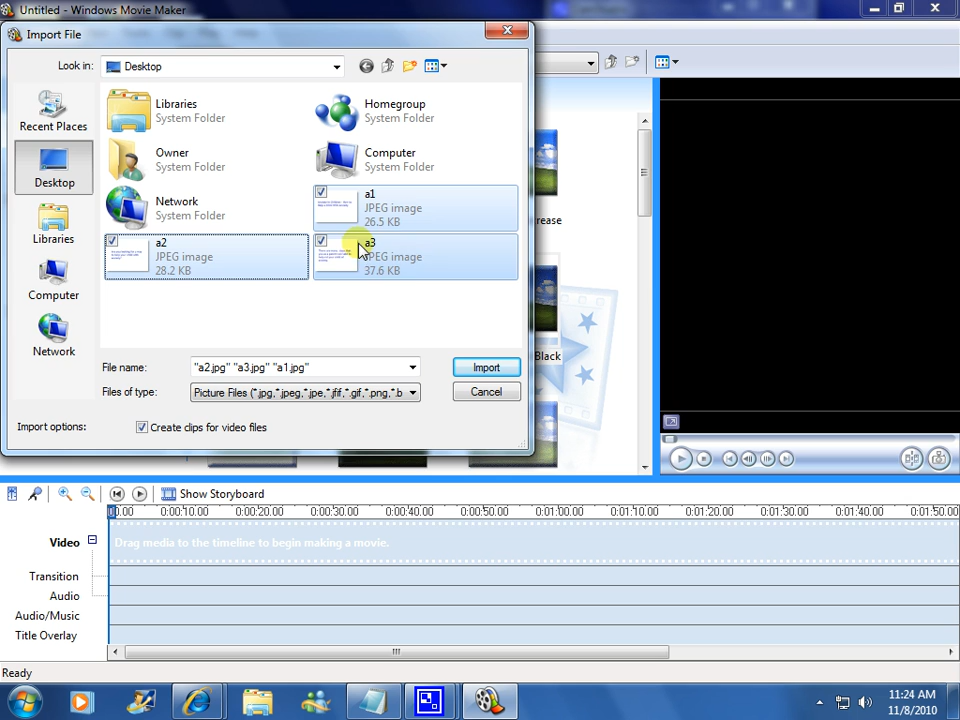 Untitled - Windows Movie Maker
Import File
Look in:
Desktop
Recent Places
Desktop
Libraries
Computer
Network
Libraries
System Folder
Homegroup
System Folder
Owner
System Folder
Computer
System Folder
Network
System Folder
a1
JPEG image
26.5 KB
a2
JPEG image
28.2 KB
a3
JPEG image
37.6 KB
File name:
"a2.jpg" "a3.jpg" "a1.jpg"
Import
Files of type:
Picture Files (*.jpg,*.jpeg,*.jpe,*.jfif,*.gif,*.png,*.b
Cancel
Import options:
Create clips for video files
rease
Black
Show Storyboard
0.00 0:00:10.00 0:00:20.00 0:00:30.00 0:00:40.00 0:00:50.00 0:01:00.00 0:01:10.00 0:01:20.00 0:01:30.00 0:01:40.00 0:01:50.00
Video
Drag media to the timeline to begin making a movie.
Transition
Audio
Audio/Music
Title Overlay
Ready
11:24 AM
11/8/2010